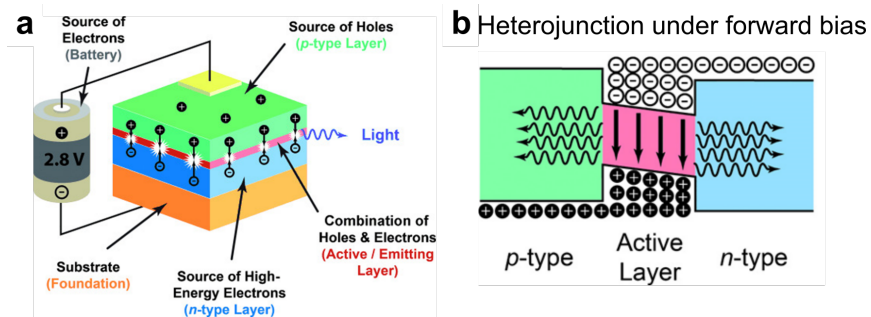 a
Source of
Electrons
(Battery)
Source of Holes
(p-type Layer)
2.8 V
Light
Substrate
(Foundation)
Source of High-
Energy Electrons
(n-type Layer)
Combination of
Holes & Electrons
(Active / Emitting
Layer)
b Heterojunction under forward bias
p-type
Active
Layer
n-type